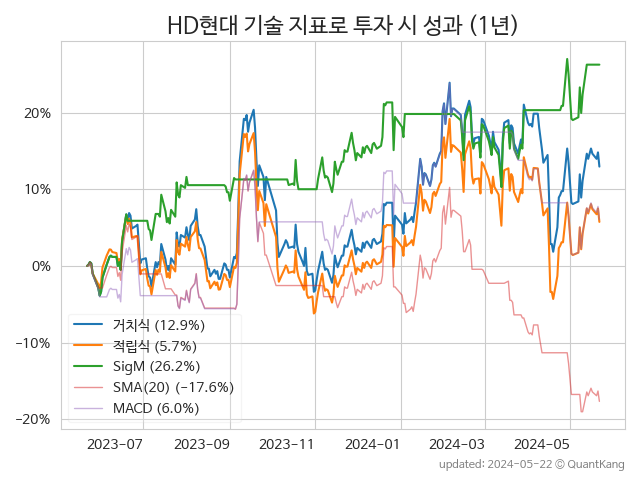 HD현대 기술 지표로 투자 시 성과 (1년)
20%
10%
0%
−10%
−20%
거치식 (12.9%)
적립식 (5.7%)
SigM (26.2%)
SMA(20) (−17.6%)
MACD (6.0%)
2023−07
2023−09
2023−11
2024−01
2024−03
2024−05
updated: 2024-05-22 © QuantKang